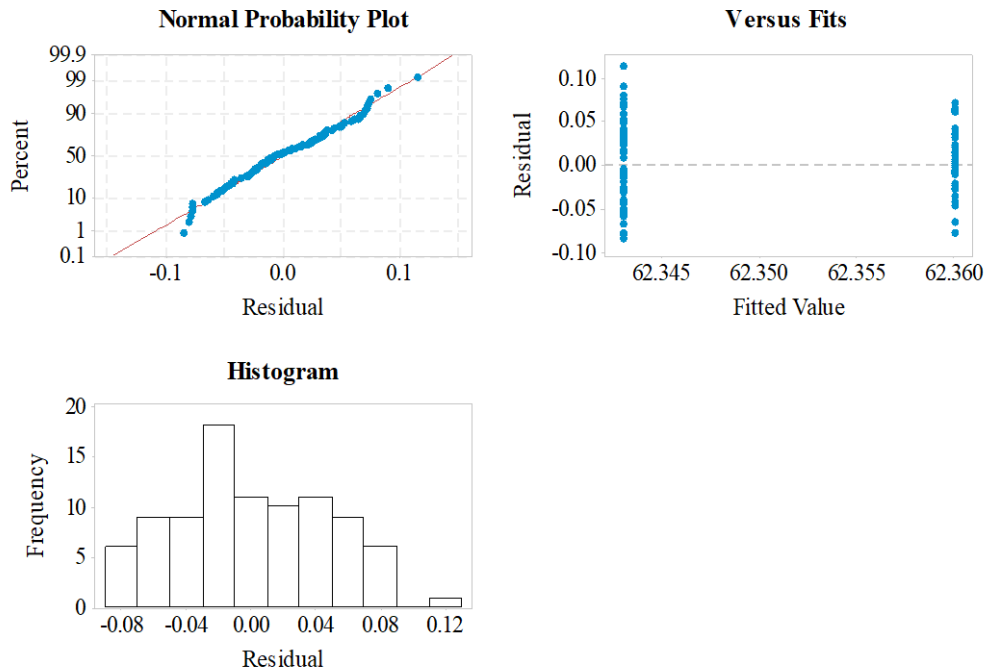 Normal Probability Plot
99.9
99
90
50
10
1
0.1
Percent
-0.1 0.0 0.1
Residual
Versus Fits
0.10
0.05
0.00
-0.05
-0.10
Residual
62.345 62.350 62.355 62.360
Fitted Value
Histogram
20
15
10
5
0
Frequency
-0.08 -0.04 0.00 0.04 0.08 0.12
Residual